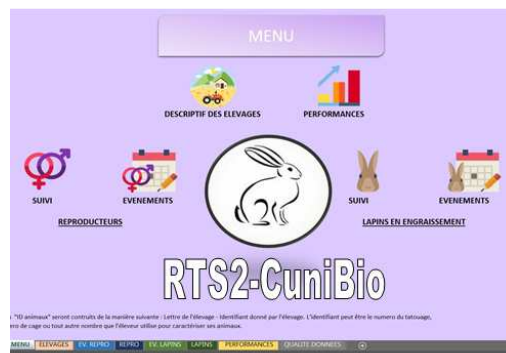 MENU
DESCRIPTIF DES ELEVAGES
PERFORMANCES
SUIVI
EVENEMENTS
SUIVI
EVENEMENTS
REPRODUCTEURS
LAPINS EN ENGRAISSEMENT
RTS2-CuniBio
"ID animaux" seront contruits de la manière suivante : Lettre de l'élevage - Identifiant donné par l'élevage. L'identifiant peut être le numero du tatouage,
de cage ou tout autre nombre que l'éleveur utilise pour caractériser ses animaux.
MENU ELEVAGES EV. REPRO REPRO EV. LAPINS LAPINS PERFORMANCES QUALITE DONNEES